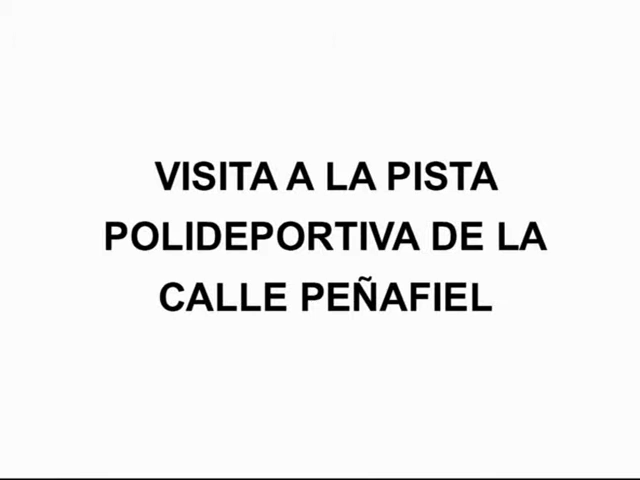 VISITA A LA PISTA
POLIDEPORTIVA DE LA
CALLE PEÑAFIEL